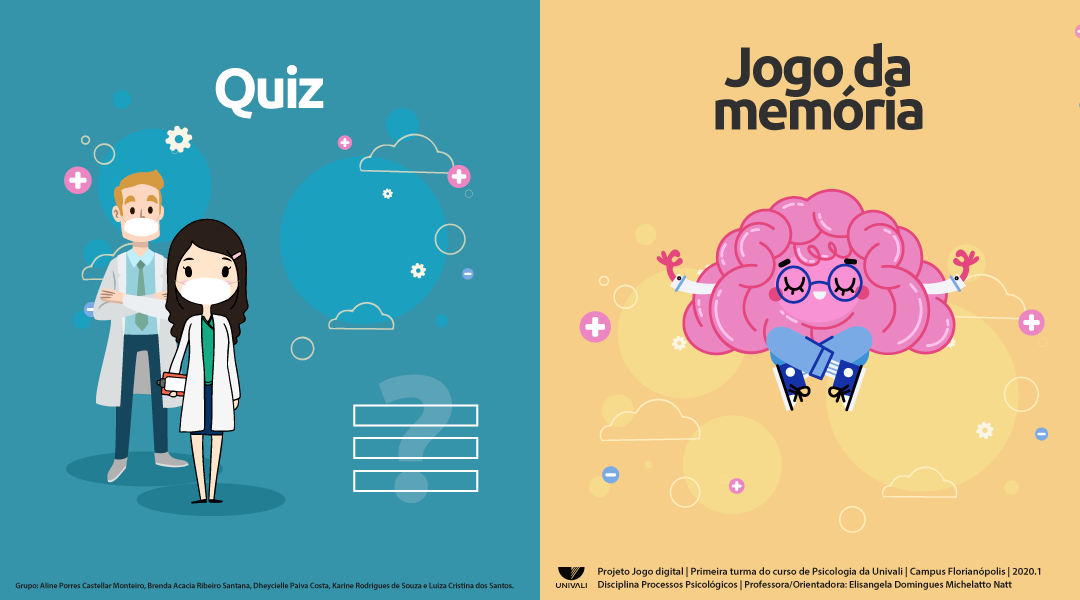 Quiz
?
Grupo: Aline Porres Castellar Monteiro, Brenda Acacia Ribeiro Santana, Dheycielle Paiva Costa, Karine Rodrigues de Souza e Luiza Cristina dos Santos.
Jogo da
memória
UNIVALI
Projeto Jogo digital | Primeira turma do curso de Psicologia da Univali | Campus Florianópolis | 2020.1
Disciplina Processos Psicológicos | Professora/Orientadora: Elisangela Domingues Michelatto Natt